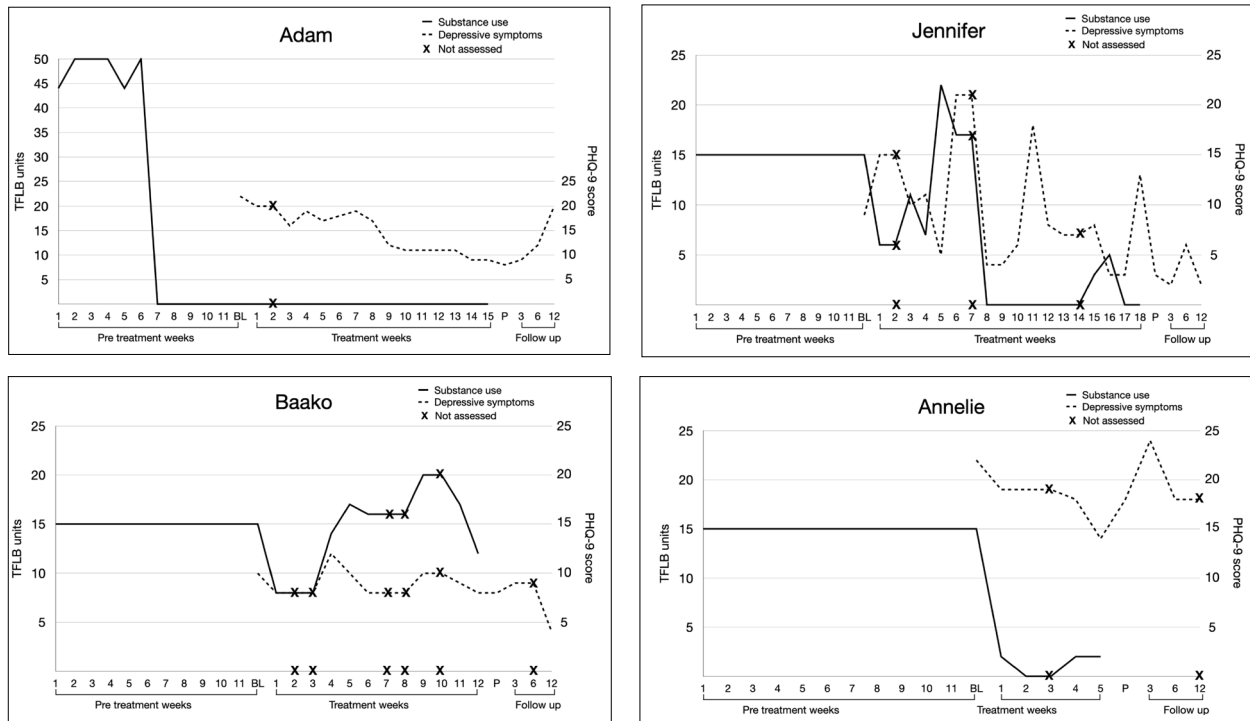 Adam
— Substance use
--- Depressive symptoms
X Not assessed
TFLB units
50
45
40
35
30
25
20
15
10
5
PHQ-9 score
25
20
15
10
5
X X
1 2 3 4 5 6 7 8 9 10 11 BL 1 2 3 4 5 6 7 8 9 10 11 12 13 14 15 P 3 6 12
Pre treatment weeks Treatment weeks Follow up
Jennifer
— Substance use
--- Depressive symptoms
X Not assessed
TFLB units
25
20
15
10
5
PHQ-9 score
25
20
15
10
5
X X X X X X X X
1 2 3 4 5 6 7 8 9 10 11 BL 1 2 3 4 5 6 7 8 9 10 11 12 13 14 15 16 17 18 P 3 6 12
Pre treatment weeks Treatment weeks Follow up
Baako
— Substance use
--- Depressive symptoms
X Not assessed
TFLB units
25
20
15
10
5
PHQ-9 score
25
20
15
10
5
1 2 3 4 5 6 7 8 9 10 11 BL 1 2 3 4 5 6 7 8 9 10 11 12 P 3 6 12
Pre treatment weeks Treatment weeks Follow up
Annelie
— Substance use
--- Depressive symptoms
X Not assessed
TFLB units
25
20
15
10
5
PHQ-9 score
25
20
15
10
5
1 2 3 4 5 6 7 8 9 10 11 BL 1 2 3 4 5 P 3 6 12
Pre treatment weeks Treatment weeks Follow up